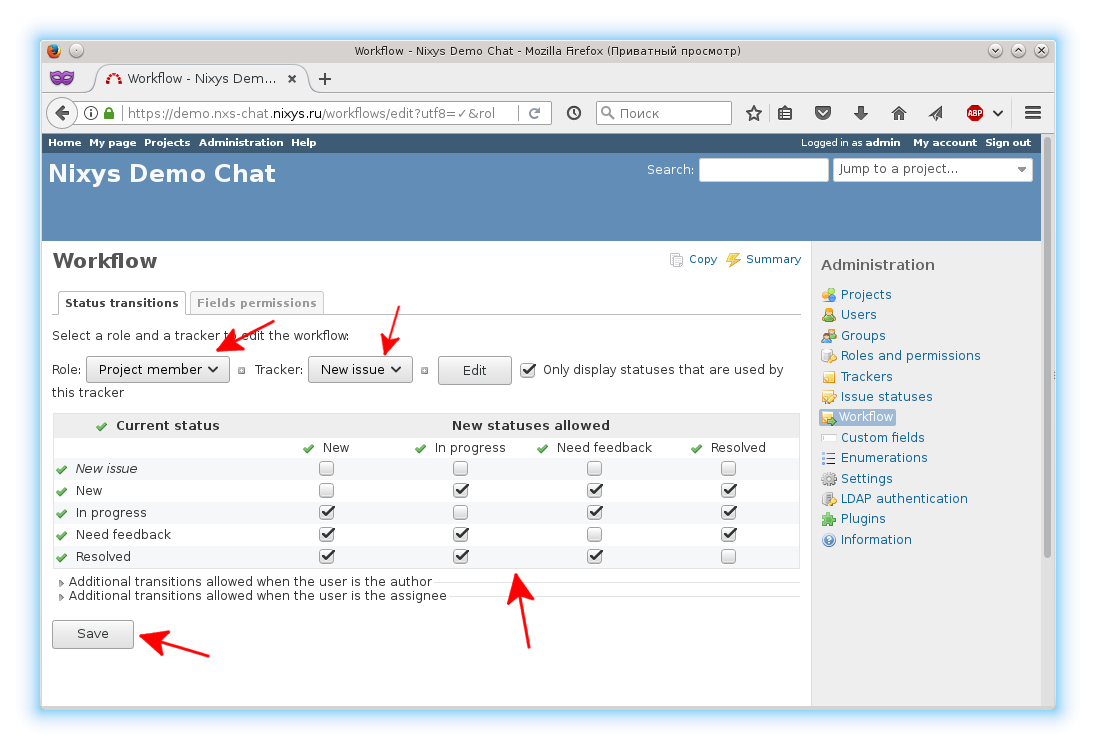 Workflow - Nixys Demo Chat - Mozilla Firefox (Приватный просмотр)
Workflow - Nixys Dem...
https://demo.nxs-chat.nixys.ru/workflows/edit?utf8=✓&rol
Поиск
ABP
Home My page Projects Administration Help
Logged in as admin My account Sign out
Nixys Demo Chat
Search:
Jump to a project...
Workflow
Copy Summary
Status transitions Fields permissions
Select a role and a tracker to edit the workflow:
Role: Project member Tracker: New issue Edit Only display statuses that are used by
this tracker
Current status New statuses allowed
New In progress Need feedback Resolved
New issue
New
In progress
Need feedback
Resolved
Additional transitions allowed when the user is the author
Additional transitions allowed when the user is the assignee
Save
Administration
Projects
Users
Groups
Roles and permissions
Trackers
Issue statuses
Workflow
Custom fields
Enumerations
Settings
LDAP authentication
Plugins
Information